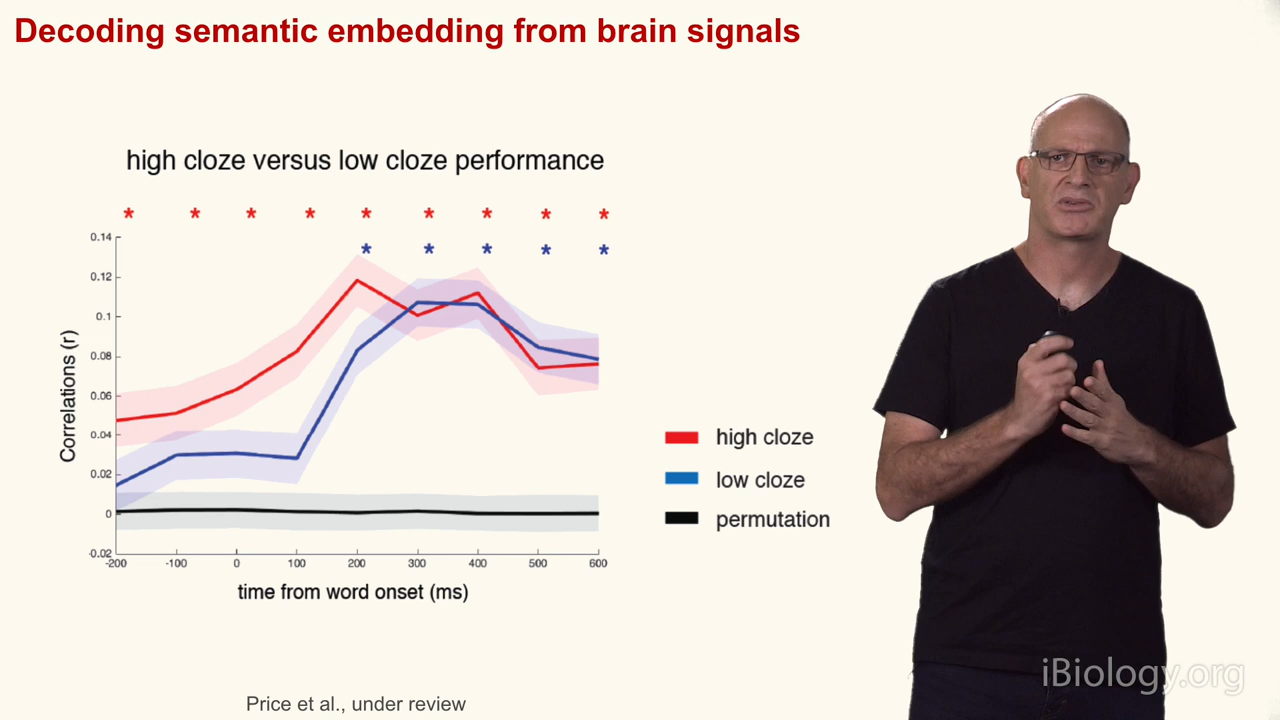 Decoding semantic embedding from brain signals
high cloze versus low cloze performance
* * * * * * * * *
* * * * *
0.14
0.12
0.1
0.08
0.06
0.04
0.02
0
-0.02
Correlations (r)
-200 -100 0 100 200 300 400 500 600
time from word onset (ms)
high cloze
low cloze
permutation
Price et al., under review
iBiology.org